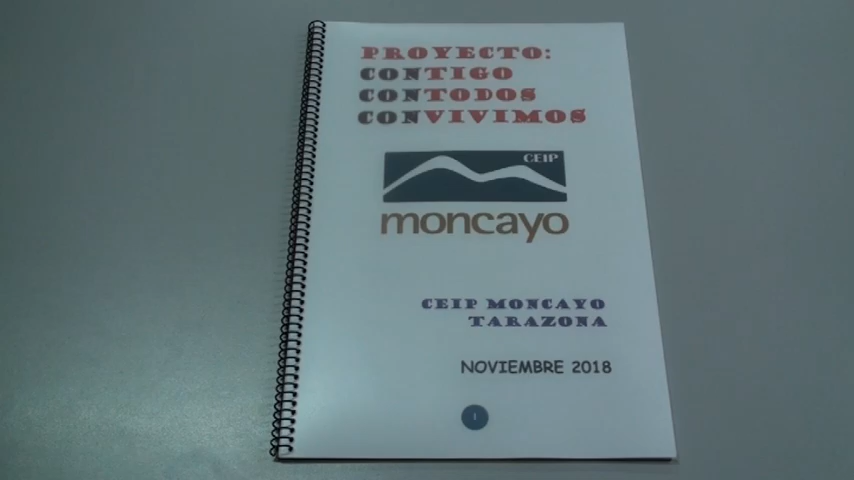 PROYECTO:
CONTIGO
CONTODOS
CONVIVIMOS
CEIP
moncayo
CEIP MONCAYO
TARAZONA
NOVIEMBRE 2018
1